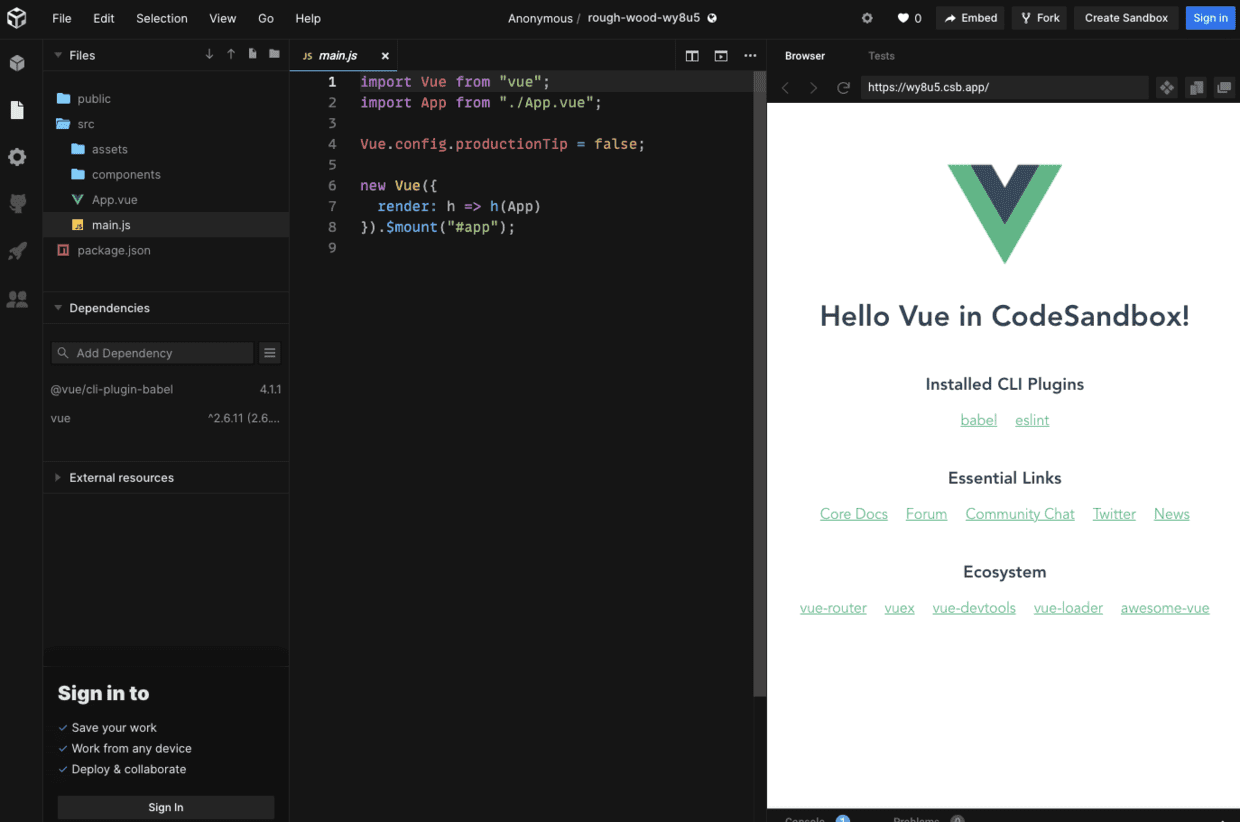 File Edit Selection View Go Help
Anonymous / rough-wood-wy8u5
0 Embed Fork Create Sandbox Sign in
Files
public
src
assets
components
App.vue
JS main.js
package.json
Dependencies
Add Dependency
@vue/cli-plugin-babel 4.1.1
vue ^2.6.11 (2.6....
External resources
Sign in to
Save your work
Work from any device
Deploy & collaborate
Sign In
JS main.js
1 import Vue from "vue";
2 import App from "./App.vue";
3
4 Vue.config.productionTip = false;
5
6 new Vue({
7 render: h => h(App)
8 }).$mount("#app");
9
Browser Tests
https://wy8u5.csb.app/
Hello Vue in CodeSandbox!
Installed CLI Plugins
babel eslint
Essential Links
Core Docs Forum Community Chat Twitter News
Ecosystem
vue-router vuex vue-devtools vue-loader awesome-vue
Console 1 Problems 0